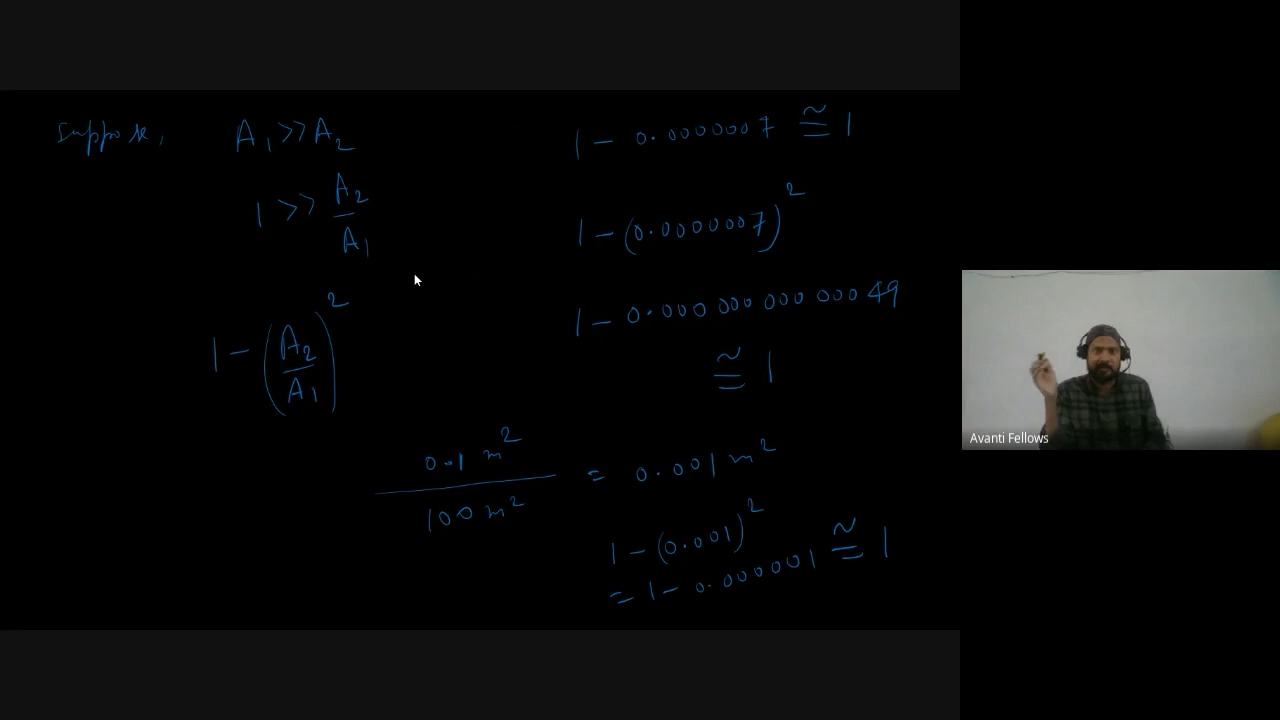 Suppose,
A₁ >> A₂
1 >> A₂/A₁
1 - (A₂/A₁)²
1 - 0.0000007 ≅ 1
1 - (0.0000007)²
1 - 0.00000000000049
≅ 1
0.1 m² / 100 m² = 0.001 m²
1 - (0.001)²
= 1 - 0.000001 ≅ 1
Avanti Fellows